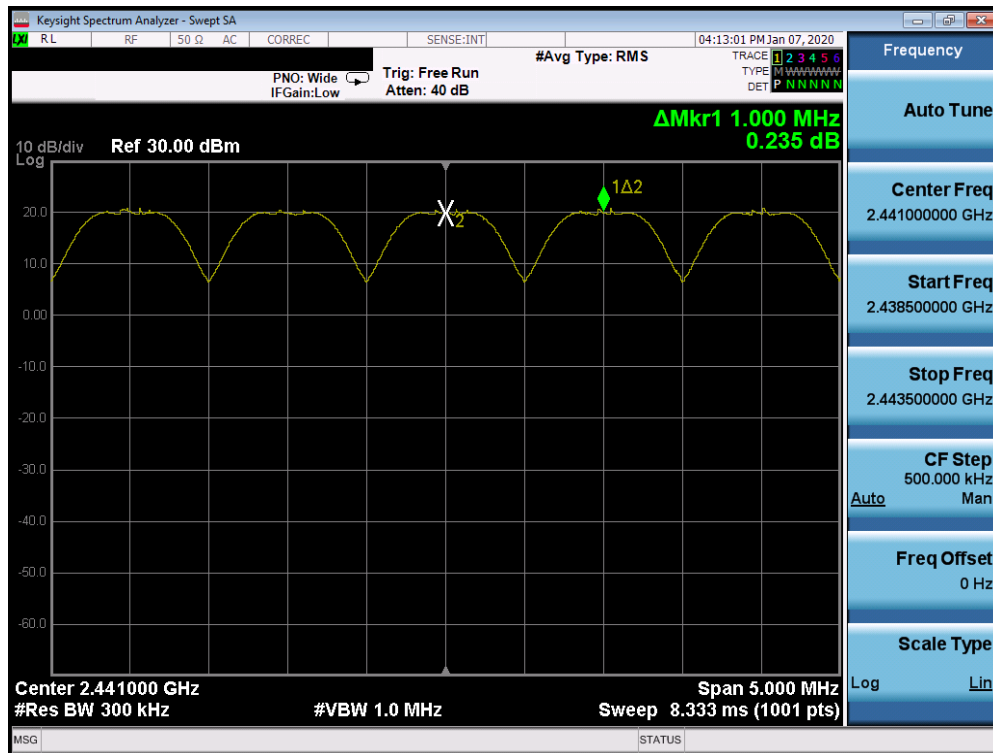 Keysight Spectrum Analyzer - Swept SA
LXI RL RF 50 Ω AC CORREC SENSE:INT 04:13:01 PM Jan 07, 2020
#Avg Type: RMS
TRACE 1 2 3 4 5 6
PNO: Wide Trig: Free Run
TYPE M WWWWW
IFGain:Low Atten: 40 dB
DET P N N N N N
ΔMkr1 1.000 MHz
0.235 dB
10 dB/div Ref 30.00 dBm
Log
1Δ2
20.0
X2
10.0
0.00
-10.0
-20.0
-30.0
-40.0
-50.0
-60.0
Center 2.441000 GHz Span 5.000 MHz
#Res BW 300 kHz #VBW 1.0 MHz Sweep 8.333 ms (1001 pts)
MSG STATUS
Frequency
Auto Tune
Center Freq
2.441000000 GHz
Start Freq
2.438500000 GHz
Stop Freq
2.443500000 GHz
CF Step
500.000 kHz
Auto Man
Freq Offset
0 Hz
Scale Type
Log Lin